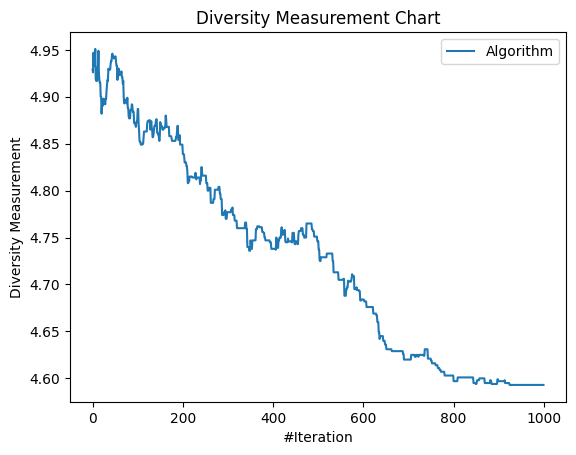 Diversity Measurement Chart
Algorithm
Diversity Measurement
4.95
4.90
4.85
4.80
4.75
4.70
4.65
4.60
0 200 400 600 800 1000
#Iteration